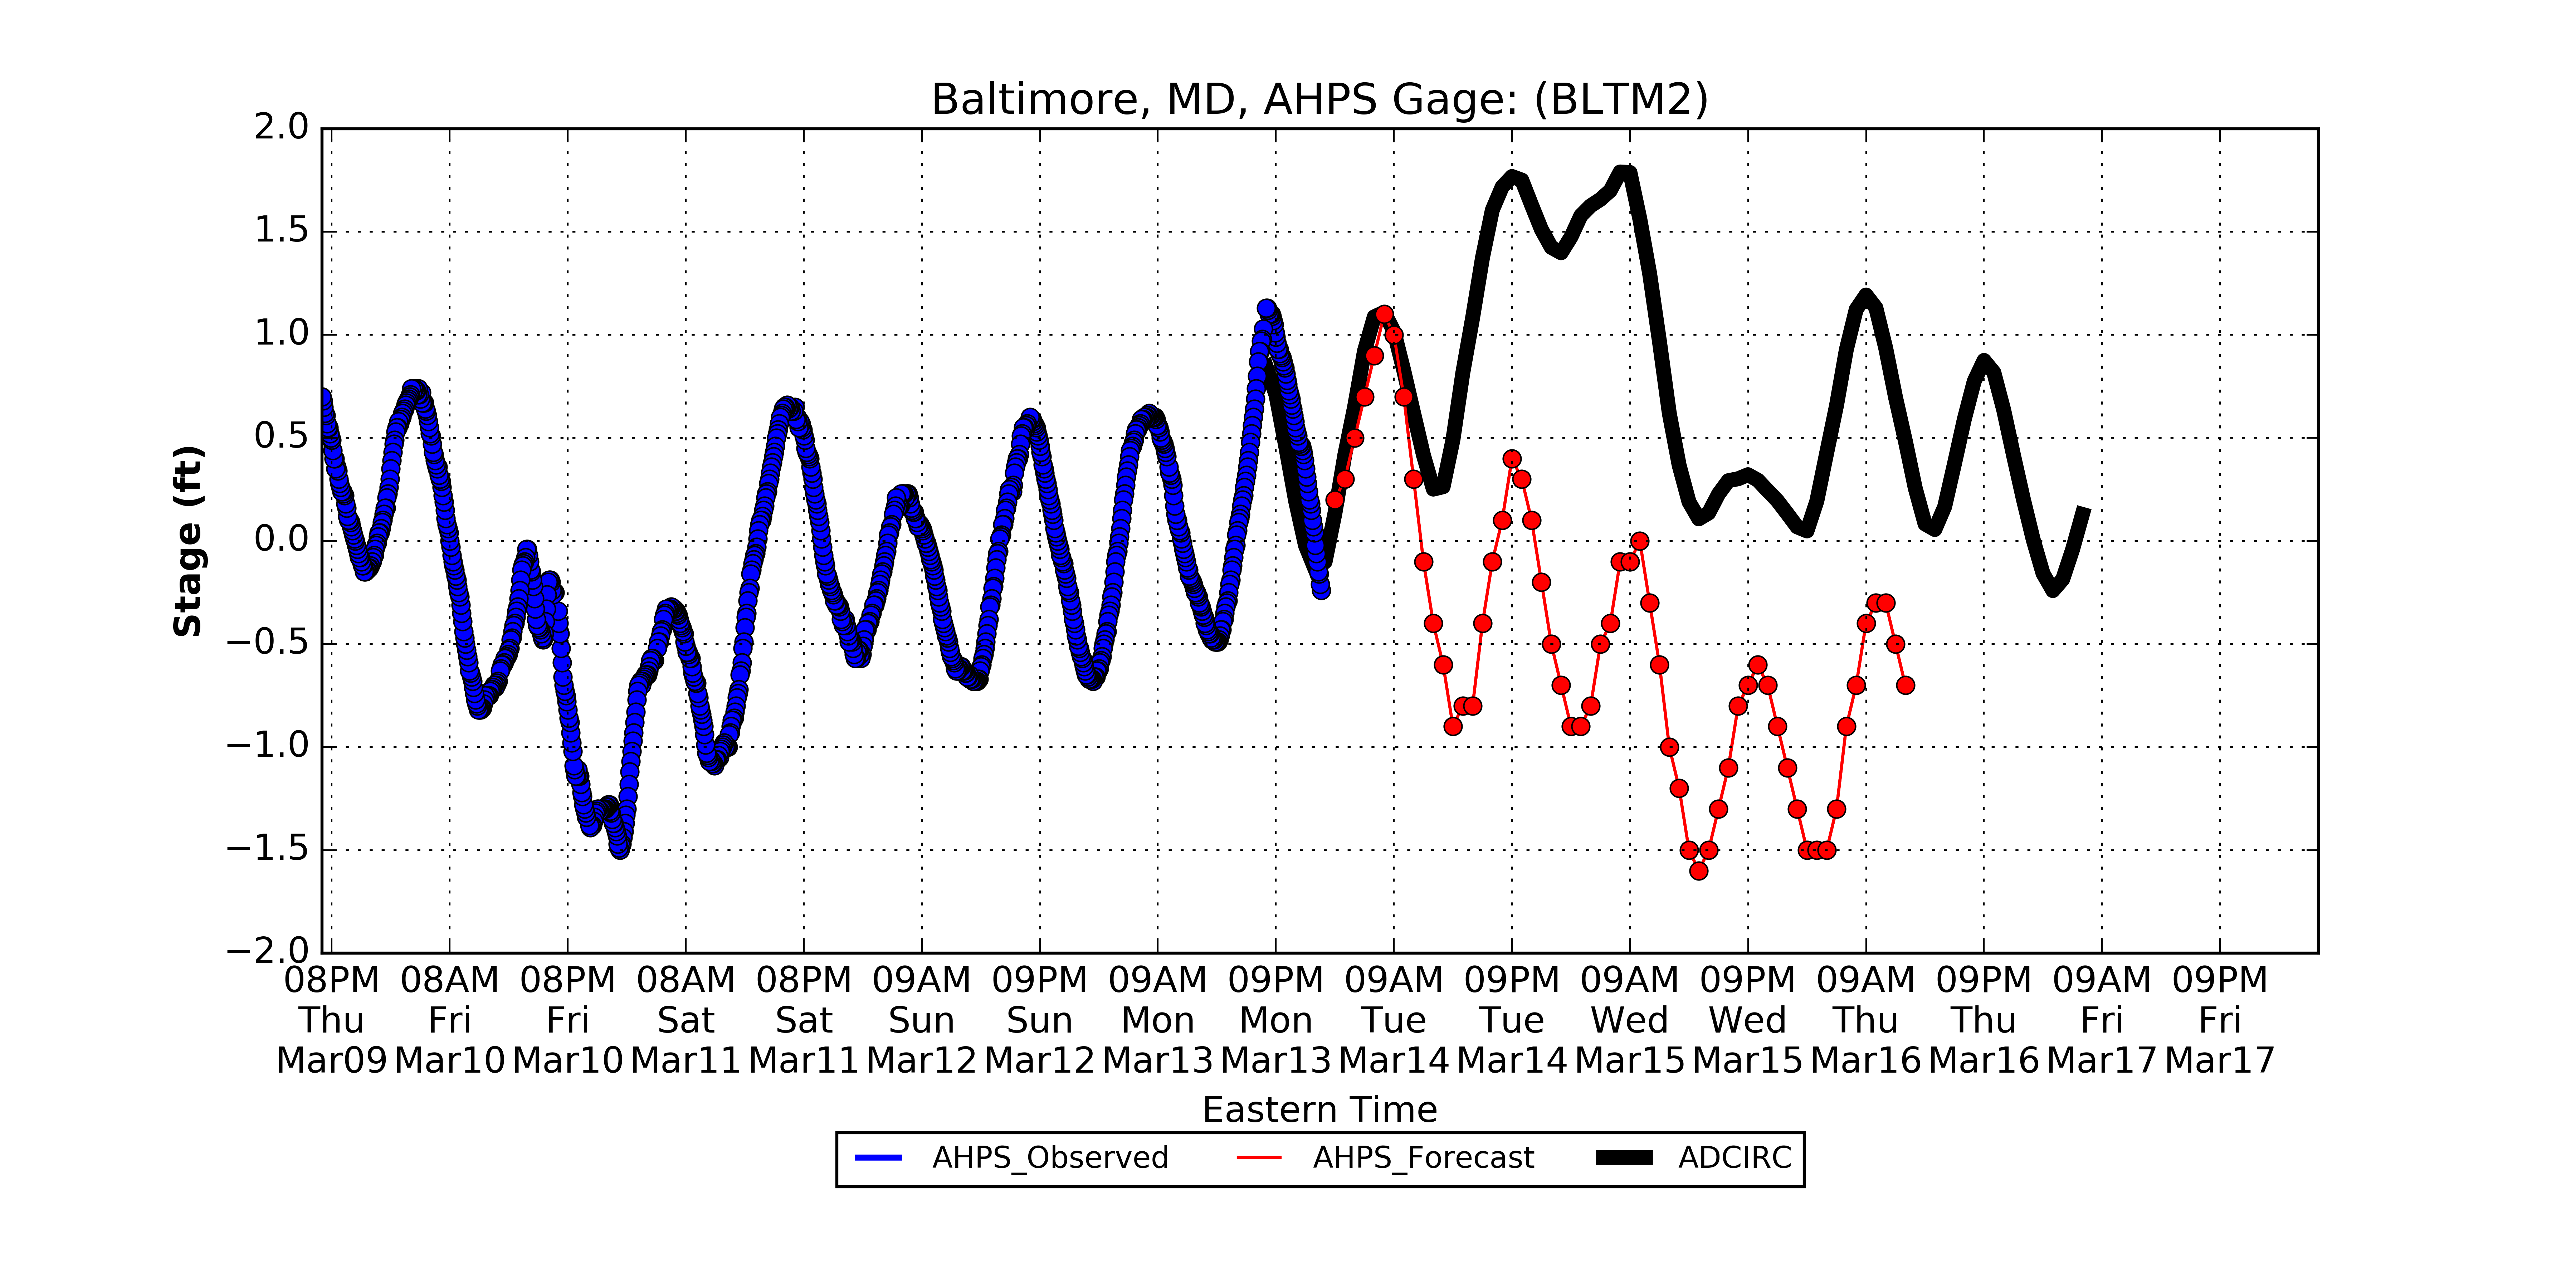 Baltimore, MD, AHPS Gage: (BLTM2)
2.0
1.5
1.0
0.5
0.0
−0.5
−1.0
−1.5
−2.0
Stage (ft)
08PM 08AM 08PM 08AM 08PM 09AM 09PM 09AM 09PM 09AM 09PM 09AM 09PM 09AM 09PM 09AM 09PM
Thu Fri Fri Sat Sat Sun Sun Mon Mon Tue Tue Wed Wed Thu Thu Fri Fri
Mar09 Mar10 Mar10 Mar11 Mar11 Mar12 Mar12 Mar13 Mar13 Mar14 Mar14 Mar15 Mar15 Mar16 Mar16 Mar17 Mar17
Eastern Time
AHPS_Observed AHPS_Forecast ADCIRC